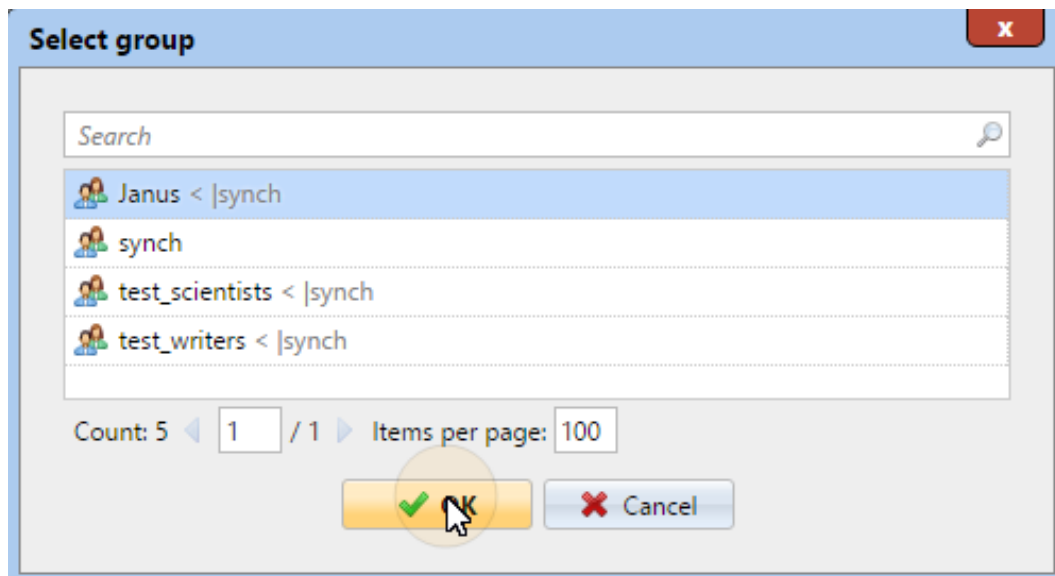 Select group
x
Search
Janus < |synch
synch
test_scientists < |synch
test_writers < |synch
Count: 5 1 / 1 Items per page: 100
OK Cancel